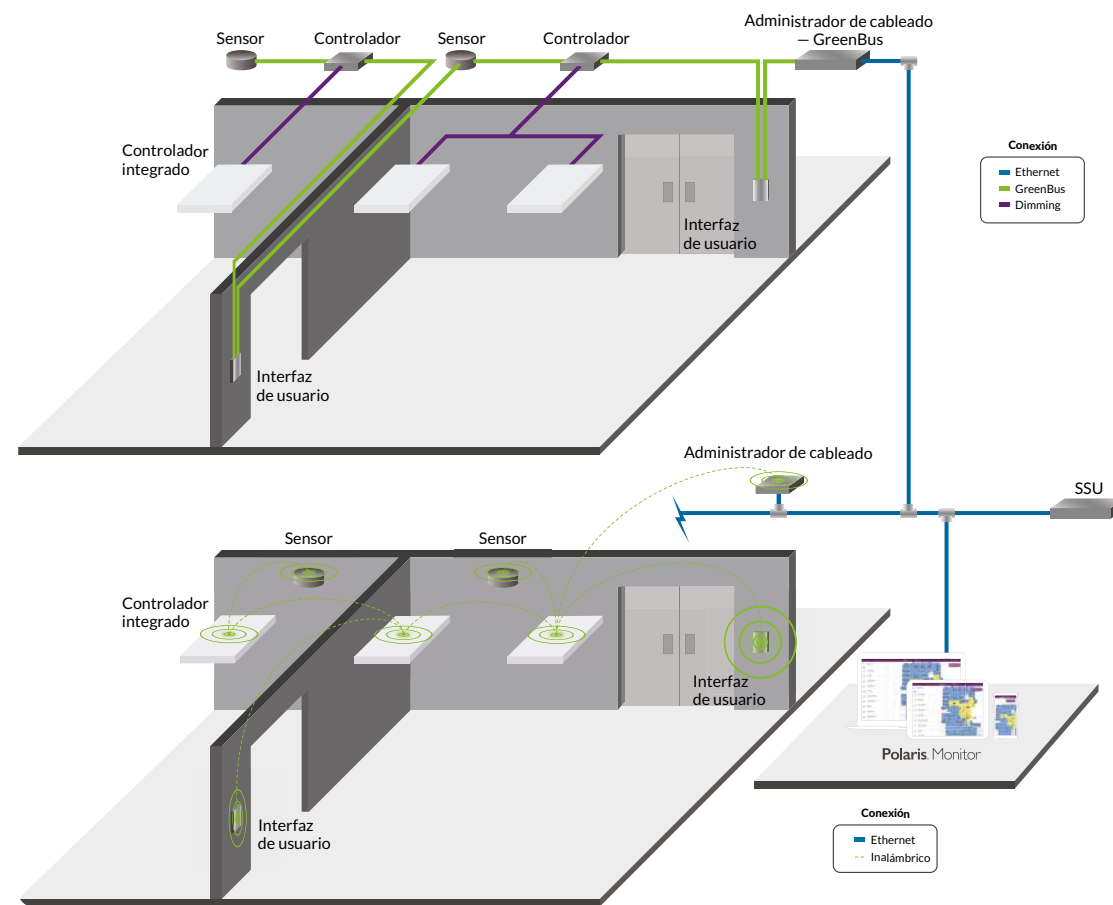 Administrador de cableado
— GreenBus
Sensor
Controlador
Sensor
Controlador
Controlador
integrado
Conexión
Ethernet
GreenBus
Dimming
Interfaz
de usuario
Interfaz
de usuario
Administrador de cableado
SSU
Sensor
Sensor
Controlador
integrado
Interfaz
de usuario
Polaris. Monitor
Conexión
Ethernet
Inalámbrico
Interfaz
de usuario